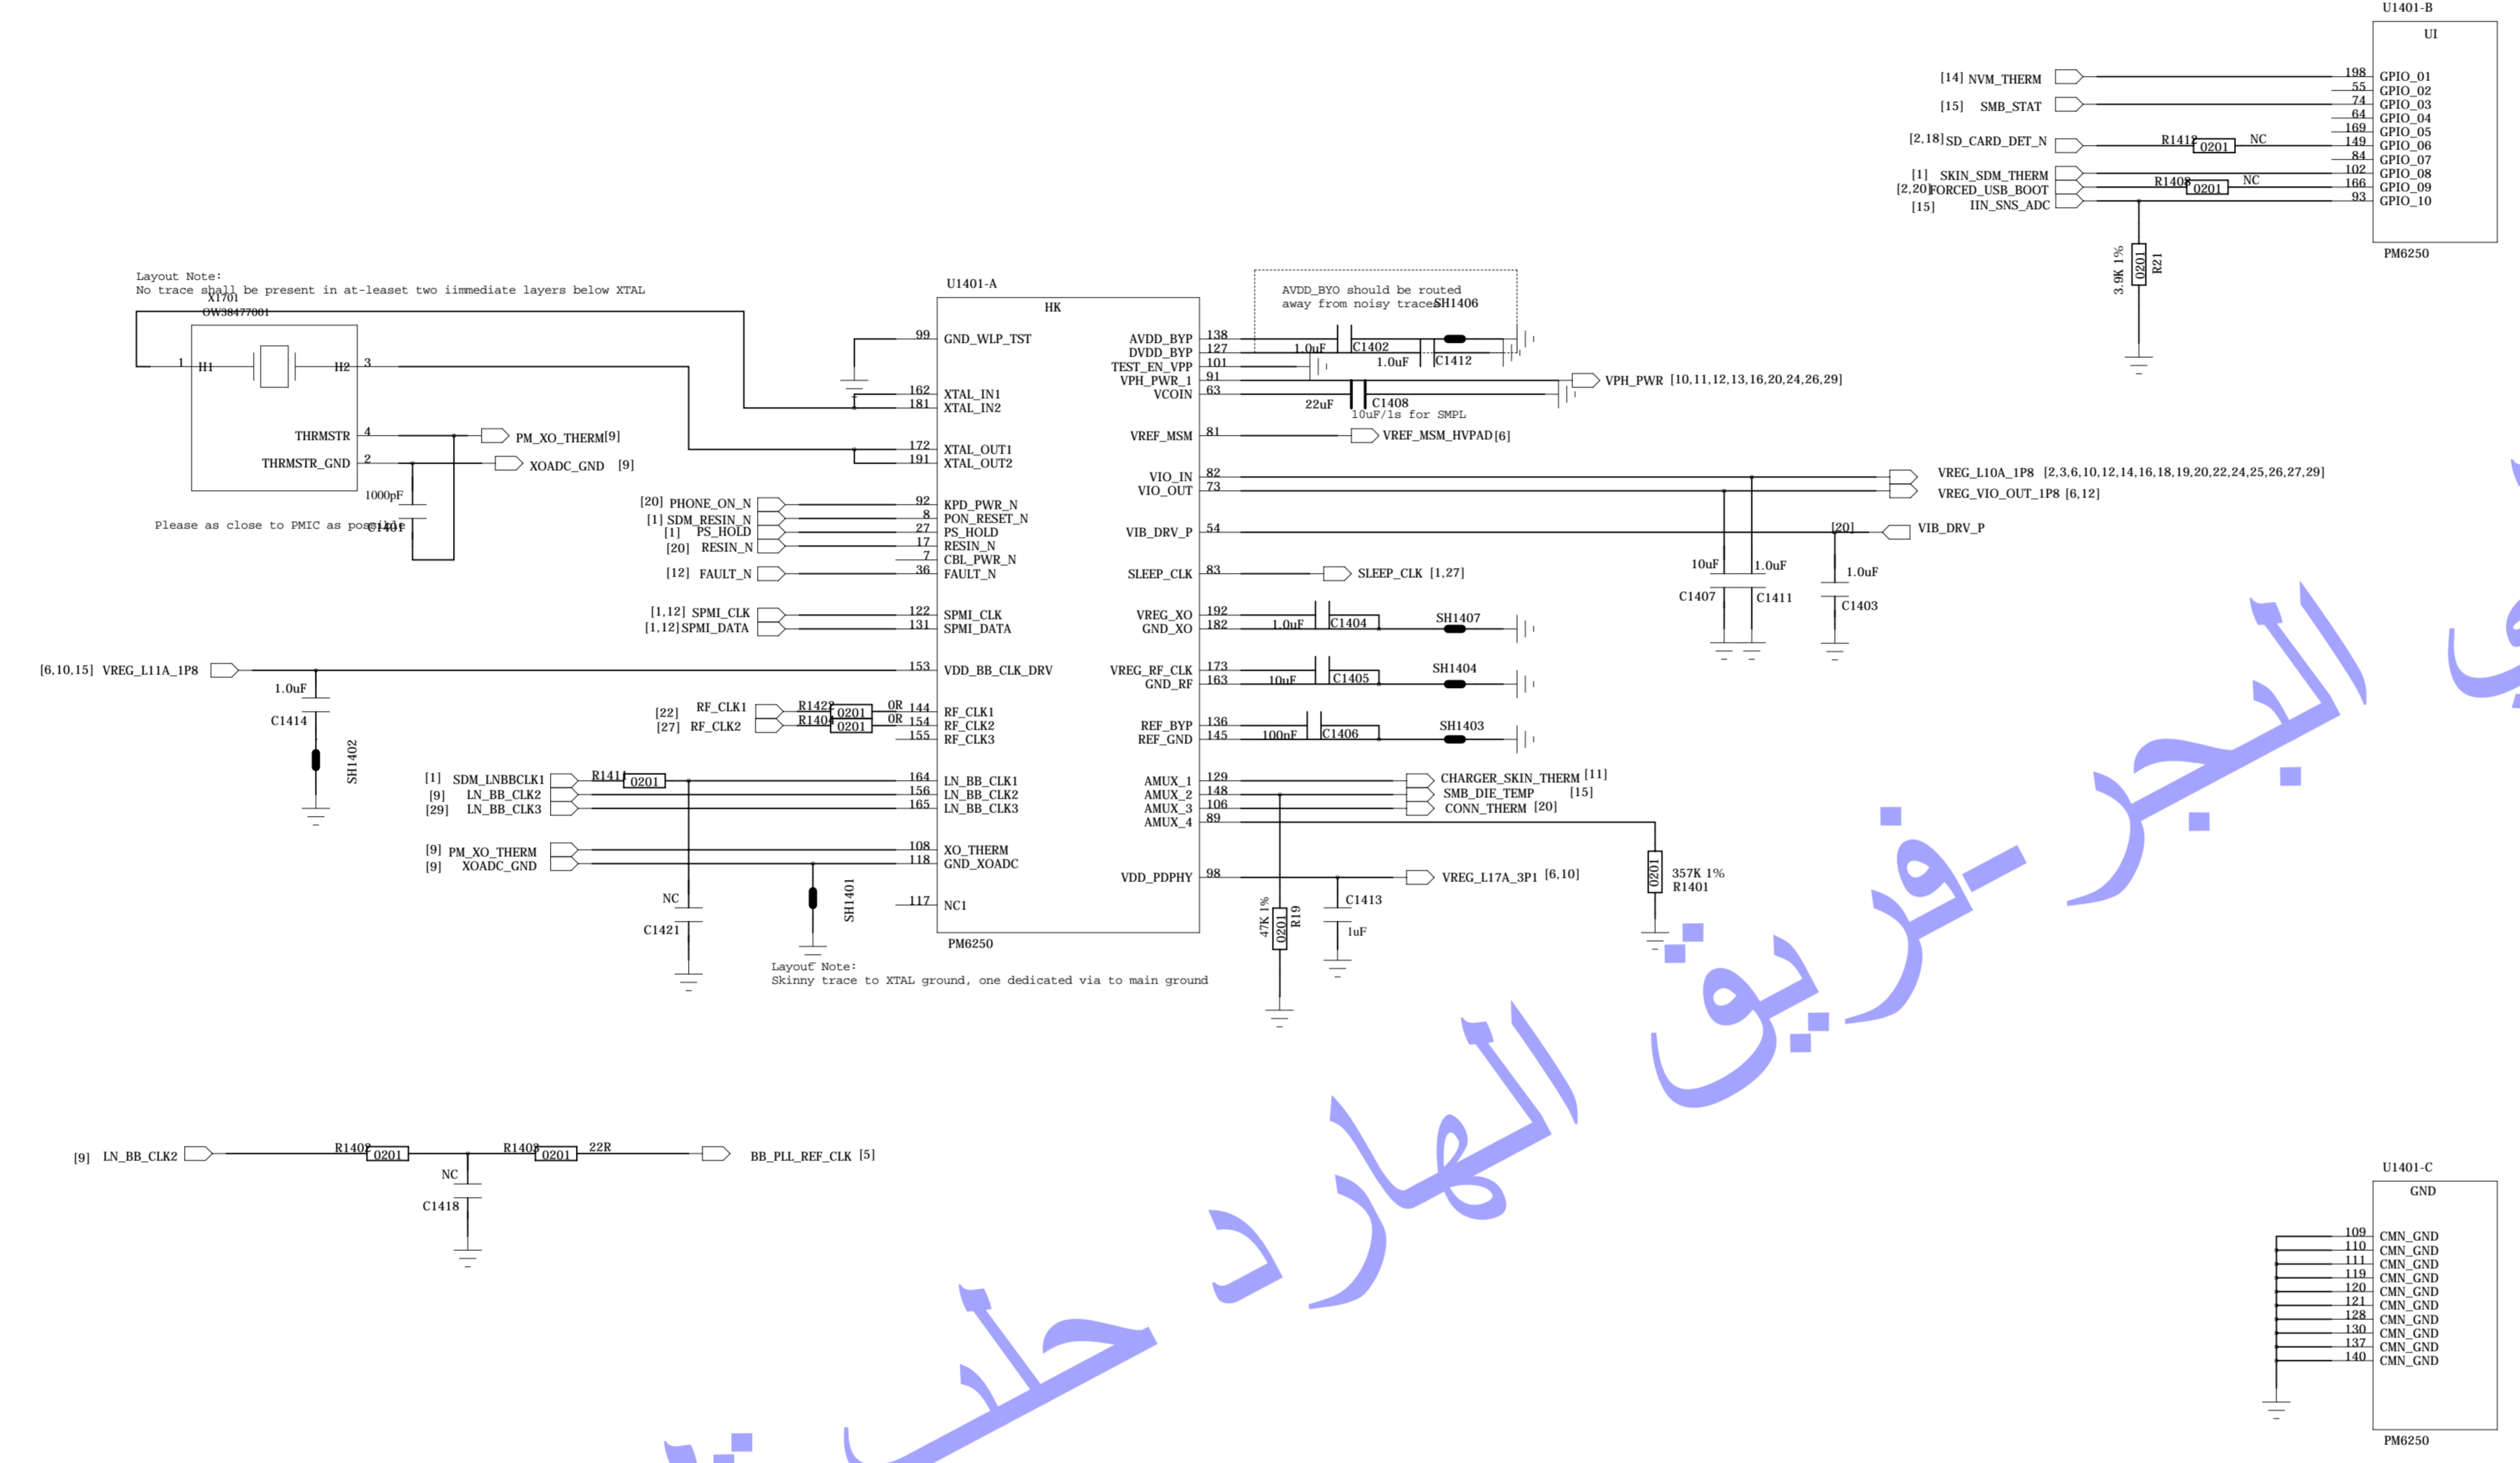 U1401-B
UI
[14] NVM_THERM 198 GPIO_01
55 GPIO_02
[15] SMB_STAT 74 GPIO_03
64 GPIO_04
169 GPIO_05
[2,18] SD_CARD_DET_N R1412 0201 NC 149 GPIO_06
84 GPIO_07
[1] SKIN_SDM_THERM 102 GPIO_08
[2,20] FORCED_USB_BOOT R1408 0201 NC 166 GPIO_09
[15] IIN_SNS_ADC 93 GPIO_10
3.9K 1% 0201 R21
PM6250
Layout Note:
No trace shall be present in at-leaset two iimmediate layers below XTAL
X1701
OW38477001
1 H1 H2 3
THRMSTR 4 PM_XO_THERM[9]
THRMSTR_GND 2 XOADC_GND [9]
1000pF
Please as close to PMIC as possible
C1401
U1401-A
HK
99 GND_WLP_TST
162 XTAL_IN1
181 XTAL_IN2
172 XTAL_OUT1
191 XTAL_OUT2
[20] PHONE_ON_N 92 KPD_PWR_N
[1] SDM_RESIN_N 8 PON_RESET_N
[1] PS_HOLD 27 PS_HOLD
[20] RESIN_N 17 RESIN_N
7 CBL_PWR_N
[12] FAULT_N 36 FAULT_N
[1,12] SPMI_CLK 122 SPMI_CLK
[1,12] SPMI_DATA 131 SPMI_DATA
[6,10,15] VREG_L11A_1P8 153 VDD_BB_CLK_DRV
1.0uF
C1414
SH1402
[22] RF_CLK1 R1422 0201 0R 144 RF_CLK1
[27] RF_CLK2 R1404 0201 0R 154 RF_CLK2
155 RF_CLK3
[1] SDM_LNBBCLK1 R1411 0201 164 LN_BB_CLK1
[9] LN_BB_CLK2 156 LN_BB_CLK2
[29] LN_BB_CLK3 165 LN_BB_CLK3
[9] PM_XO_THERM 108 XO_THERM
[9] XOADC_GND 118 GND_XOADC
NC
C1421
SH1401
117 NC1
PM6250
Layout Note:
Skinny trace to XTAL ground, one dedicated via to main ground
AVDD_BYO should be routed
away from noisy traces
SH1406
AVDD_BYP 138 1.0uF C1402
DVDD_BYP 127 1.0uF C1412
TEST_EN_VPP 101
VPH_PWR_1 91 VPH_PWR [10,11,12,13,16,20,24,26,29]
VCOIN 63 22uF C1408
10uF/1s for SMPL
VREF_MSM 81 VREF_MSM_HVPAD [6]
VIO_IN 82 VREG_L10A_1P8 [2,3,6,10,12,14,16,18,19,20,22,24,25,26,27,29]
VIO_OUT 73 VREG_VIO_OUT_1P8 [6,12]
VIB_DRV_P 54 [20] VIB_DRV_P
10uF 1.0uF 1.0uF
C1407 C1411 C1403
SLEEP_CLK 83 SLEEP_CLK [1,27]
VREG_XO 192 1.0uF C1404 SH1407
GND_XO 182
VREG_RF_CLK 173 10uF C1405 SH1404
GND_RF 163
REF_BYP 136 100nF C1406 SH1403
REF_GND 145
AMUX_1 129 CHARGER_SKIN_THERM [11]
AMUX_2 148 SMB_DIE_TEMP [15]
AMUX_3 106 CONN_THERM [20]
AMUX_4 89
0201 357K 1%
R1401
VDD_PDPHY 98 VREG_L17A_3P1 [6,10]
47K 1% 0201 R19
C1413
1uF
[9] LN_BB_CLK2 R1402 0201 R1403 0201 22R BB_PLL_REF_CLK [5]
NC
C1418
U1401-C
GND
109 CMN_GND
110 CMN_GND
111 CMN_GND
119 CMN_GND
120 CMN_GND
121 CMN_GND
128 CMN_GND
130 CMN_GND
137 CMN_GND
140 CMN_GND
PM6250
فريق الهارد